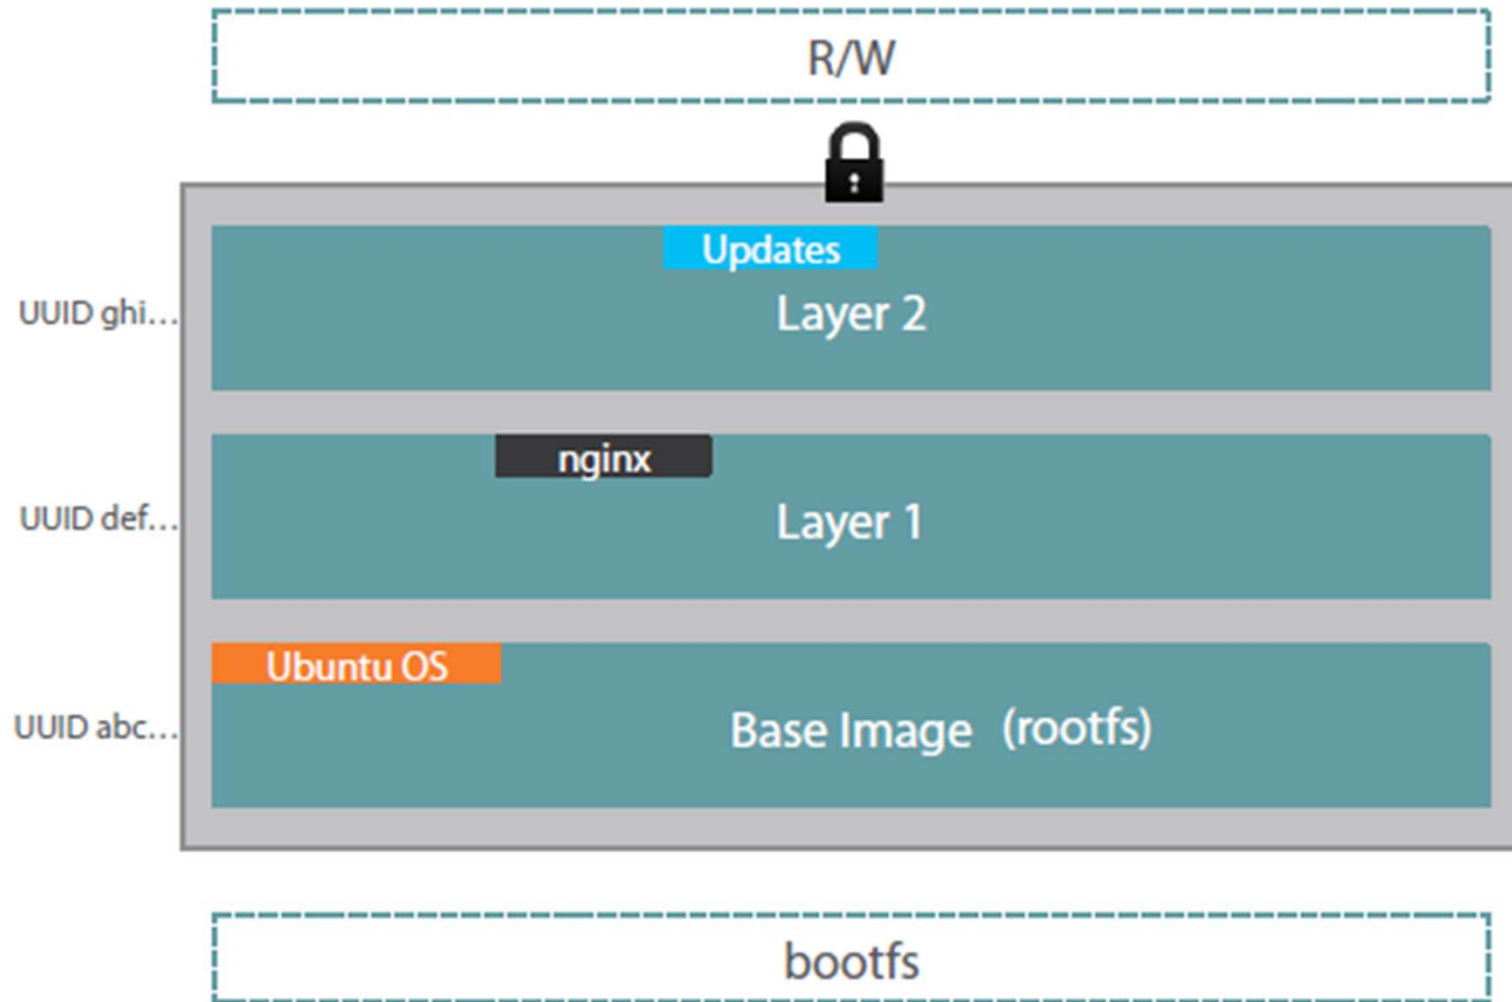 R/W
Updates
UUID ghi...
Layer 2
nginx
UUID def...
Layer 1
Ubuntu OS
UUID abc...
Base Image (rootfs)
bootfs